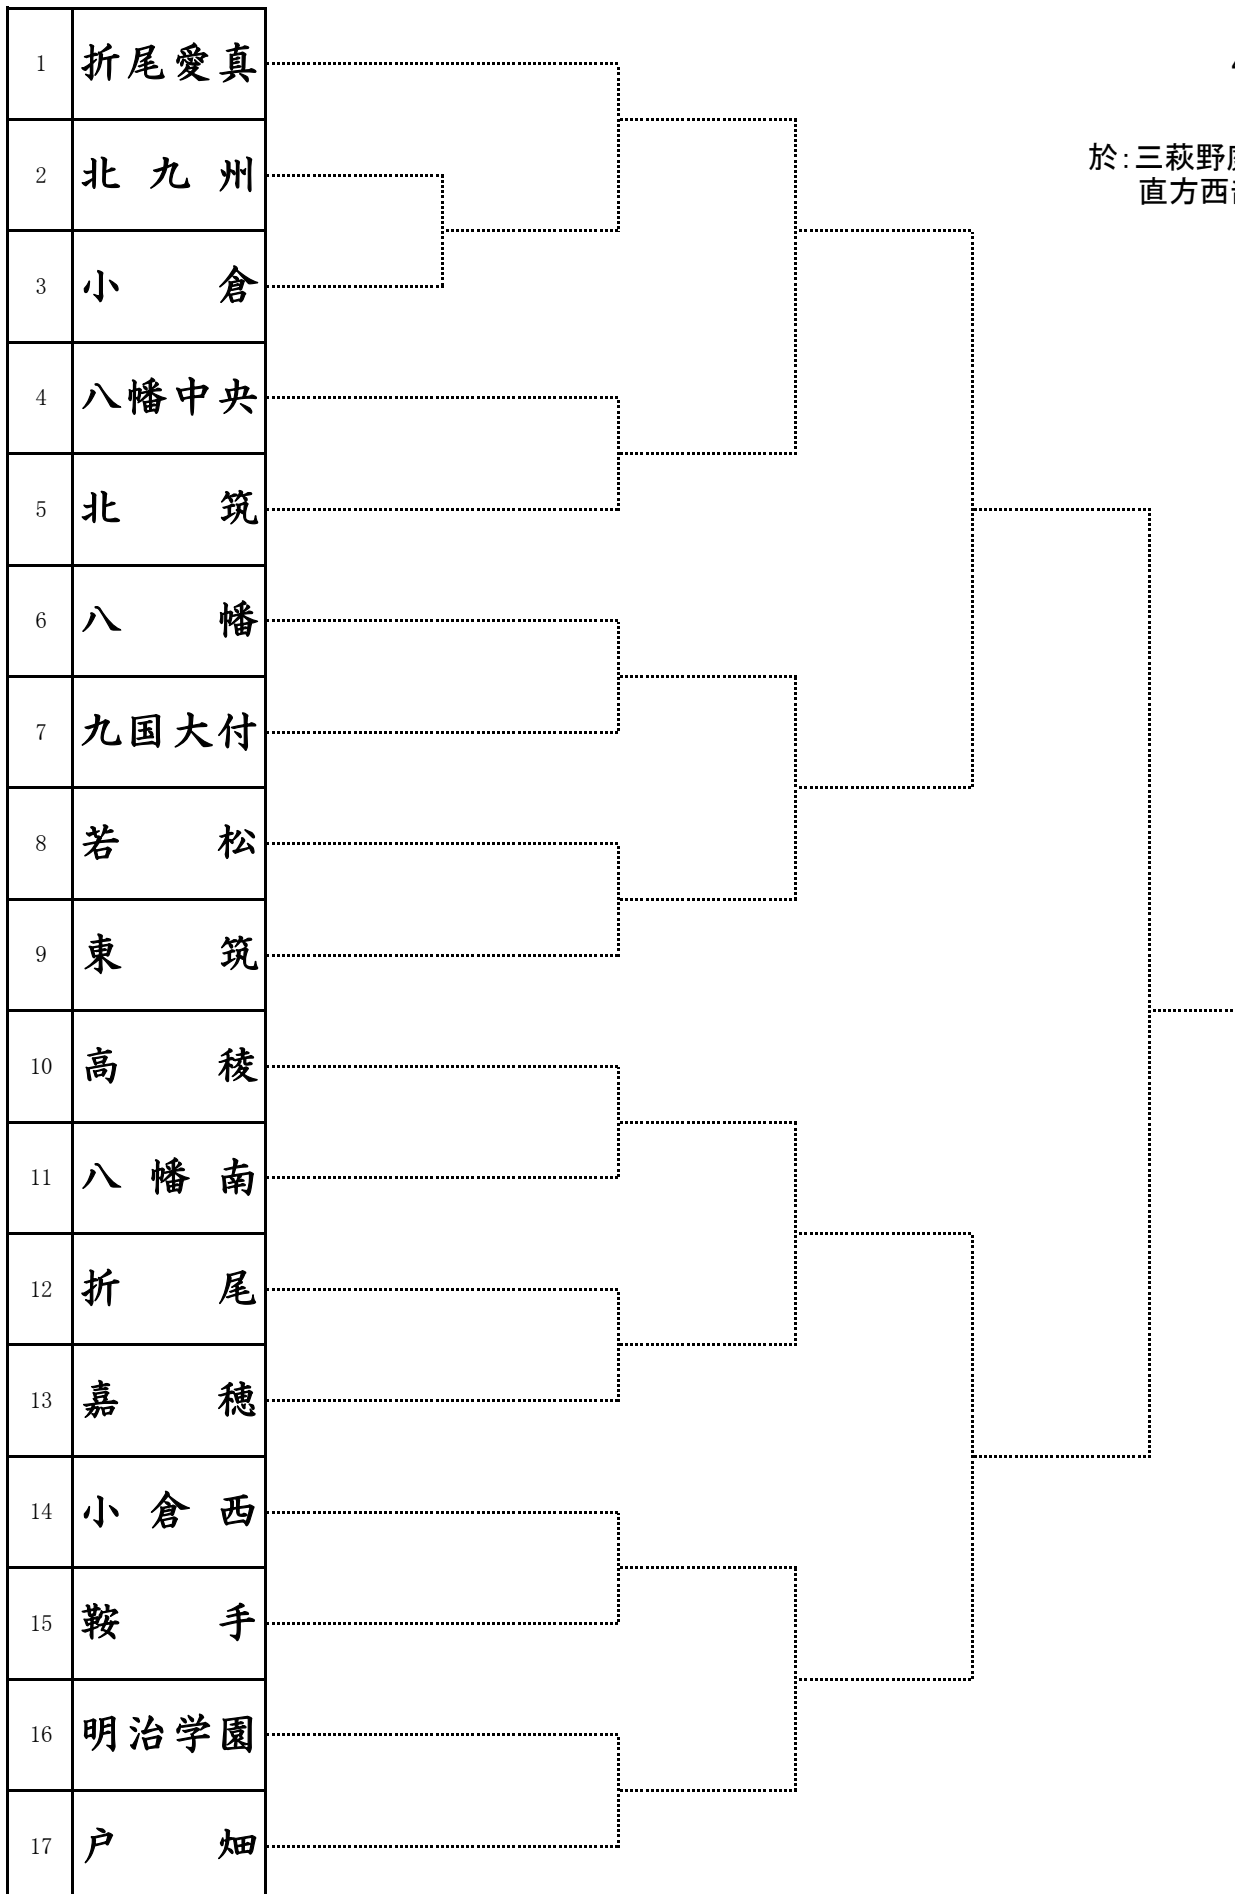 1 折尾愛真
於:三萩野
直方西
2 北九州
3 小倉
4 八幡中央
5 北筑
6 八幡
7 九国大付
8 若松
9 東筑
10 高稜
11 八幡南
12 折尾
13 嘉穂
14 小倉西
15 鞍手
16 明治学園
17 戸畑